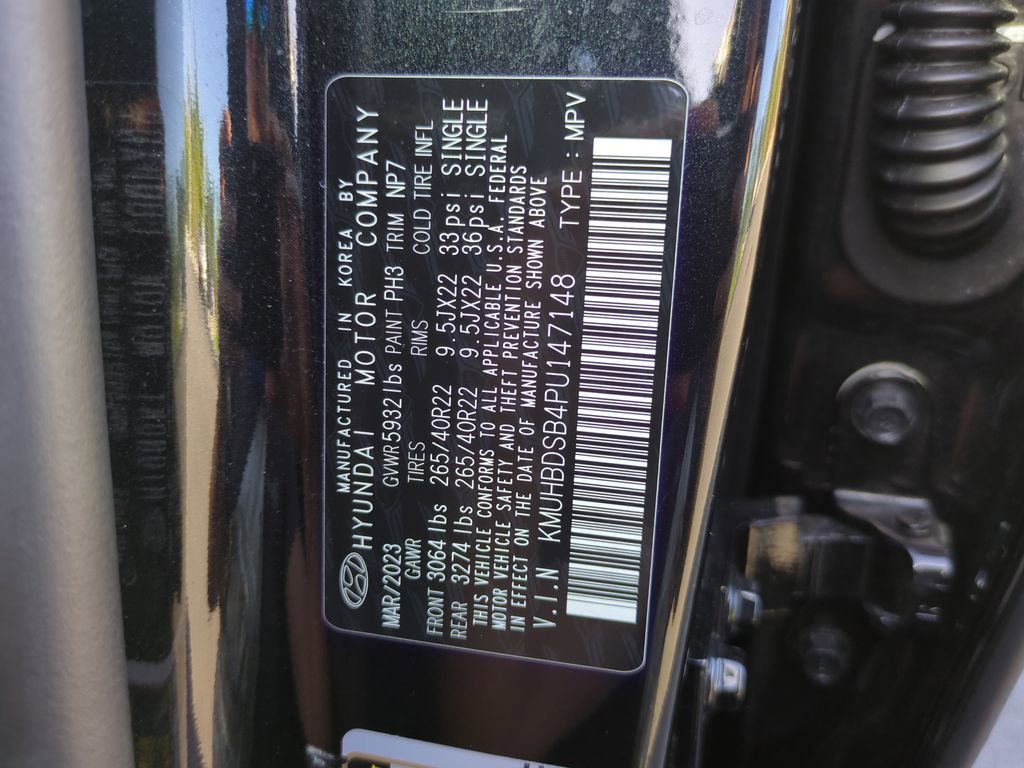 MANUFACTURED IN KOREA BY
HYUNDAI MOTOR COMPANY
MAR/2023 GVWR 5932 lbs PAINT PH3 TRIM NP7
GAWR TIRES RIMS COLD TIRE INFL
FRONT 3064 lbs 265/40R22 9.5JX22 33psi SINGLE
REAR 3274 lbs 265/40R22 9.5JX22 36psi SINGLE
THIS VEHICLE CONFORMS TO ALL APPLICABLE U.S.A. FEDERAL
MOTOR VEHICLE SAFETY AND THEFT PREVENTION STANDARDS
IN EFFECT ON THE DATE OF MANUFACTURE SHOWN ABOVE
V.I.N KMUHBDSB4PU147148 TYPE : MPV